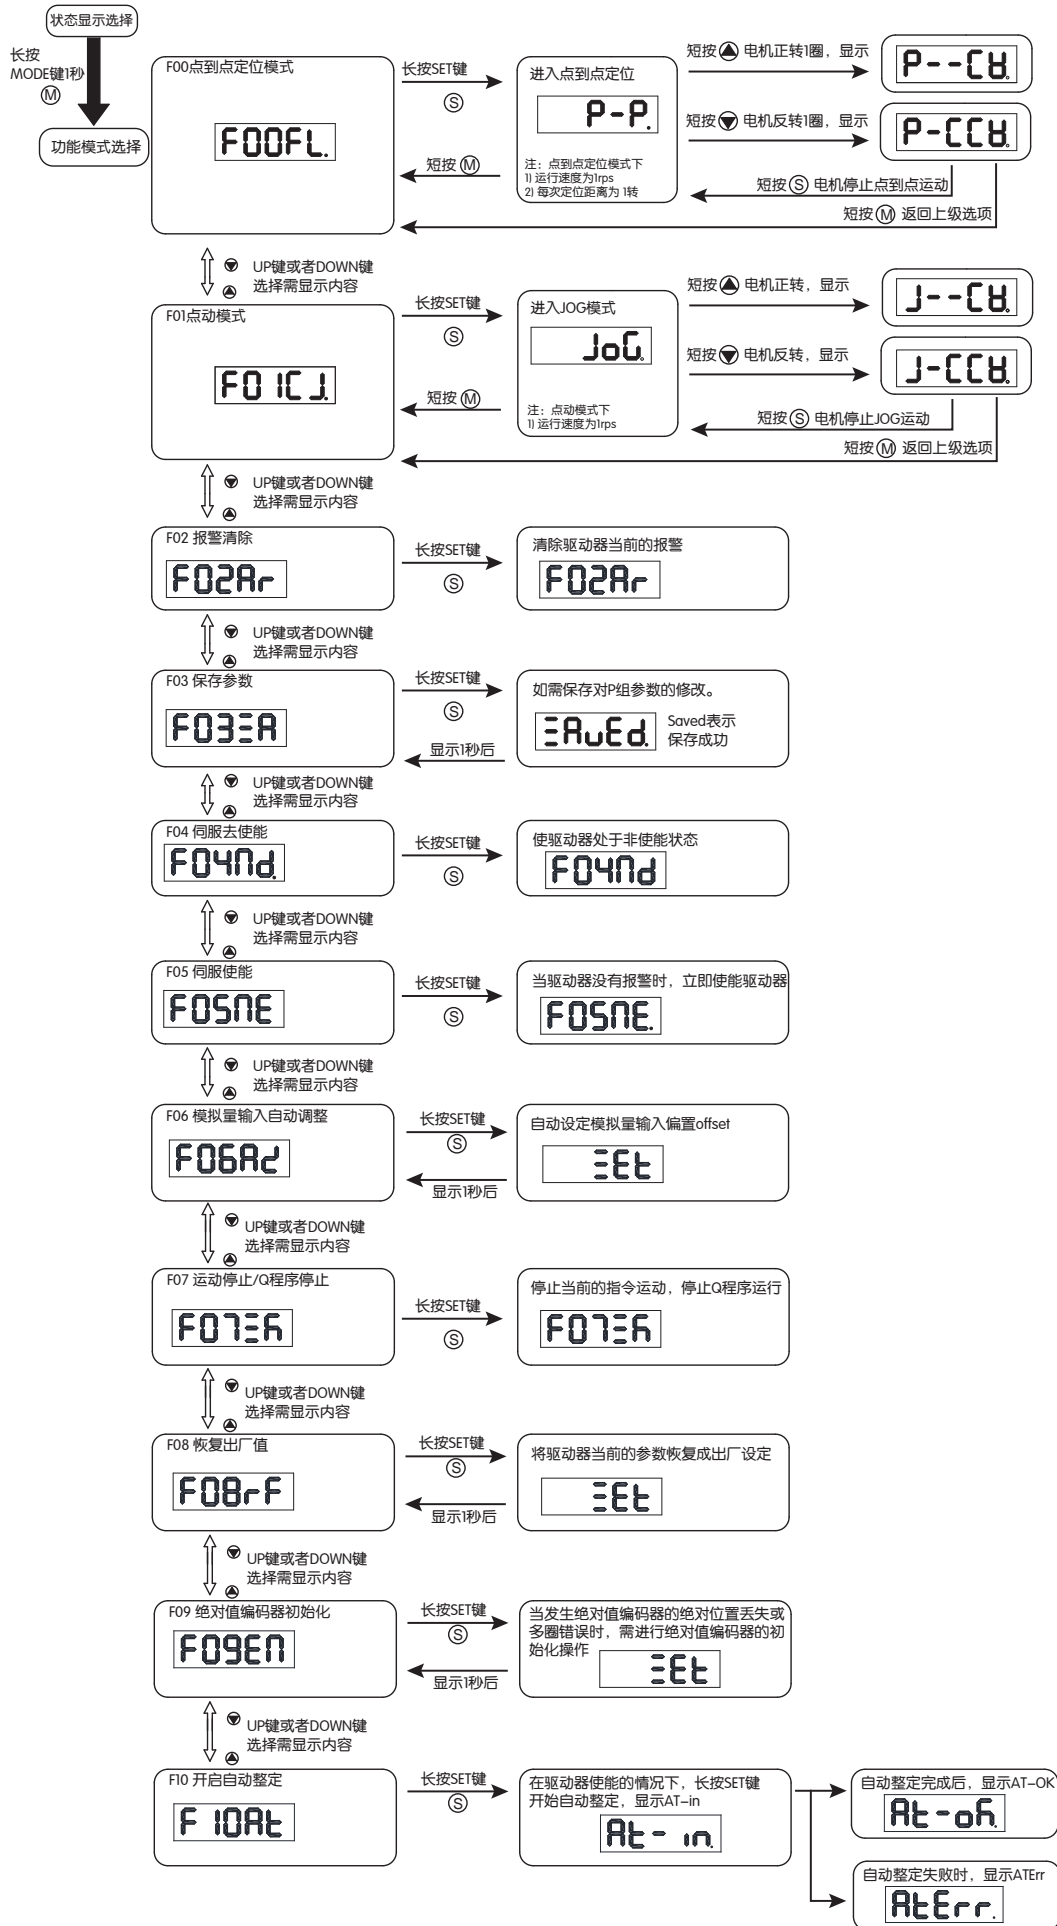 状态显示选择
长按
MODE键1秒
M
功能模式选择
F00点到点定位模式
F00FL.
长按SET键
S
短按 M
进入点到点定位
P-P.
注：点到点定位模式下
1) 运行速度为1rps
2) 每次定位距离为 1转
短按 电机正转1圈，显示
P--CW.
短按 电机反转1圈，显示
P-CCW.
短按 S 电机停止点到点运动
短按 M 返回上级选项
UP键或者DOWN键
选择需显示内容
F01点动模式
F01CJ.
长按SET键
S
短按 M
进入JOG模式
JoG.
注：点动模式下
1) 运行速度为1rps
短按 电机正转，显示
J--CW.
短按 电机反转，显示
J-CCW.
短按 S 电机停止JOG运动
短按 M 返回上级选项
UP键或者DOWN键
选择需显示内容
F02 报警清除
F02Ar
长按SET键
S
清除驱动器当前的报警
F02Ar
UP键或者DOWN键
选择需显示内容
F03 保存参数
F03SA
长按SET键
S
显示1秒后
如需保存对P组参数的修改。
SAvEd.
Saved表示
保存成功
UP键或者DOWN键
选择需显示内容
F04 伺服去使能
F04Md.
长按SET键
S
使驱动器处于非使能状态
F04Md
UP键或者DOWN键
选择需显示内容
F05 伺服使能
F05ME
长按SET键
S
当驱动器没有报警时，立即使能驱动器
F05ME.
UP键或者DOWN键
选择需显示内容
F06 模拟量输入自动调整
F06AZ
长按SET键
S
显示1秒后
自动设定模拟量输入偏置offset
SEt
UP键或者DOWN键
选择需显示内容
F07 运动停止/Q程序停止
F07SK
长按SET键
S
停止当前的指令运动，停止Q程序运行
F07SK
UP键或者DOWN键
选择需显示内容
F08 恢复出厂值
F08rF
长按SET键
S
显示1秒后
将驱动器当前的参数恢复成出厂设定
SEt
UP键或者DOWN键
选择需显示内容
F09 绝对值编码器初始化
F09EM
长按SET键
S
显示1秒后
当发生绝对值编码器的绝对位置丢失或
多圈错误时，需进行绝对值编码器的
初始化操作
SEt
UP键或者DOWN键
选择需显示内容
F10 开启自动整定
F10At
长按SET键
S
在驱动器使能的情况下，长按SET键
开始自动整定，显示AT-in
At-in.
自动整定完成后，显示AT-OK
At-oK.
自动整定失败时，显示ATErr
AtErr.